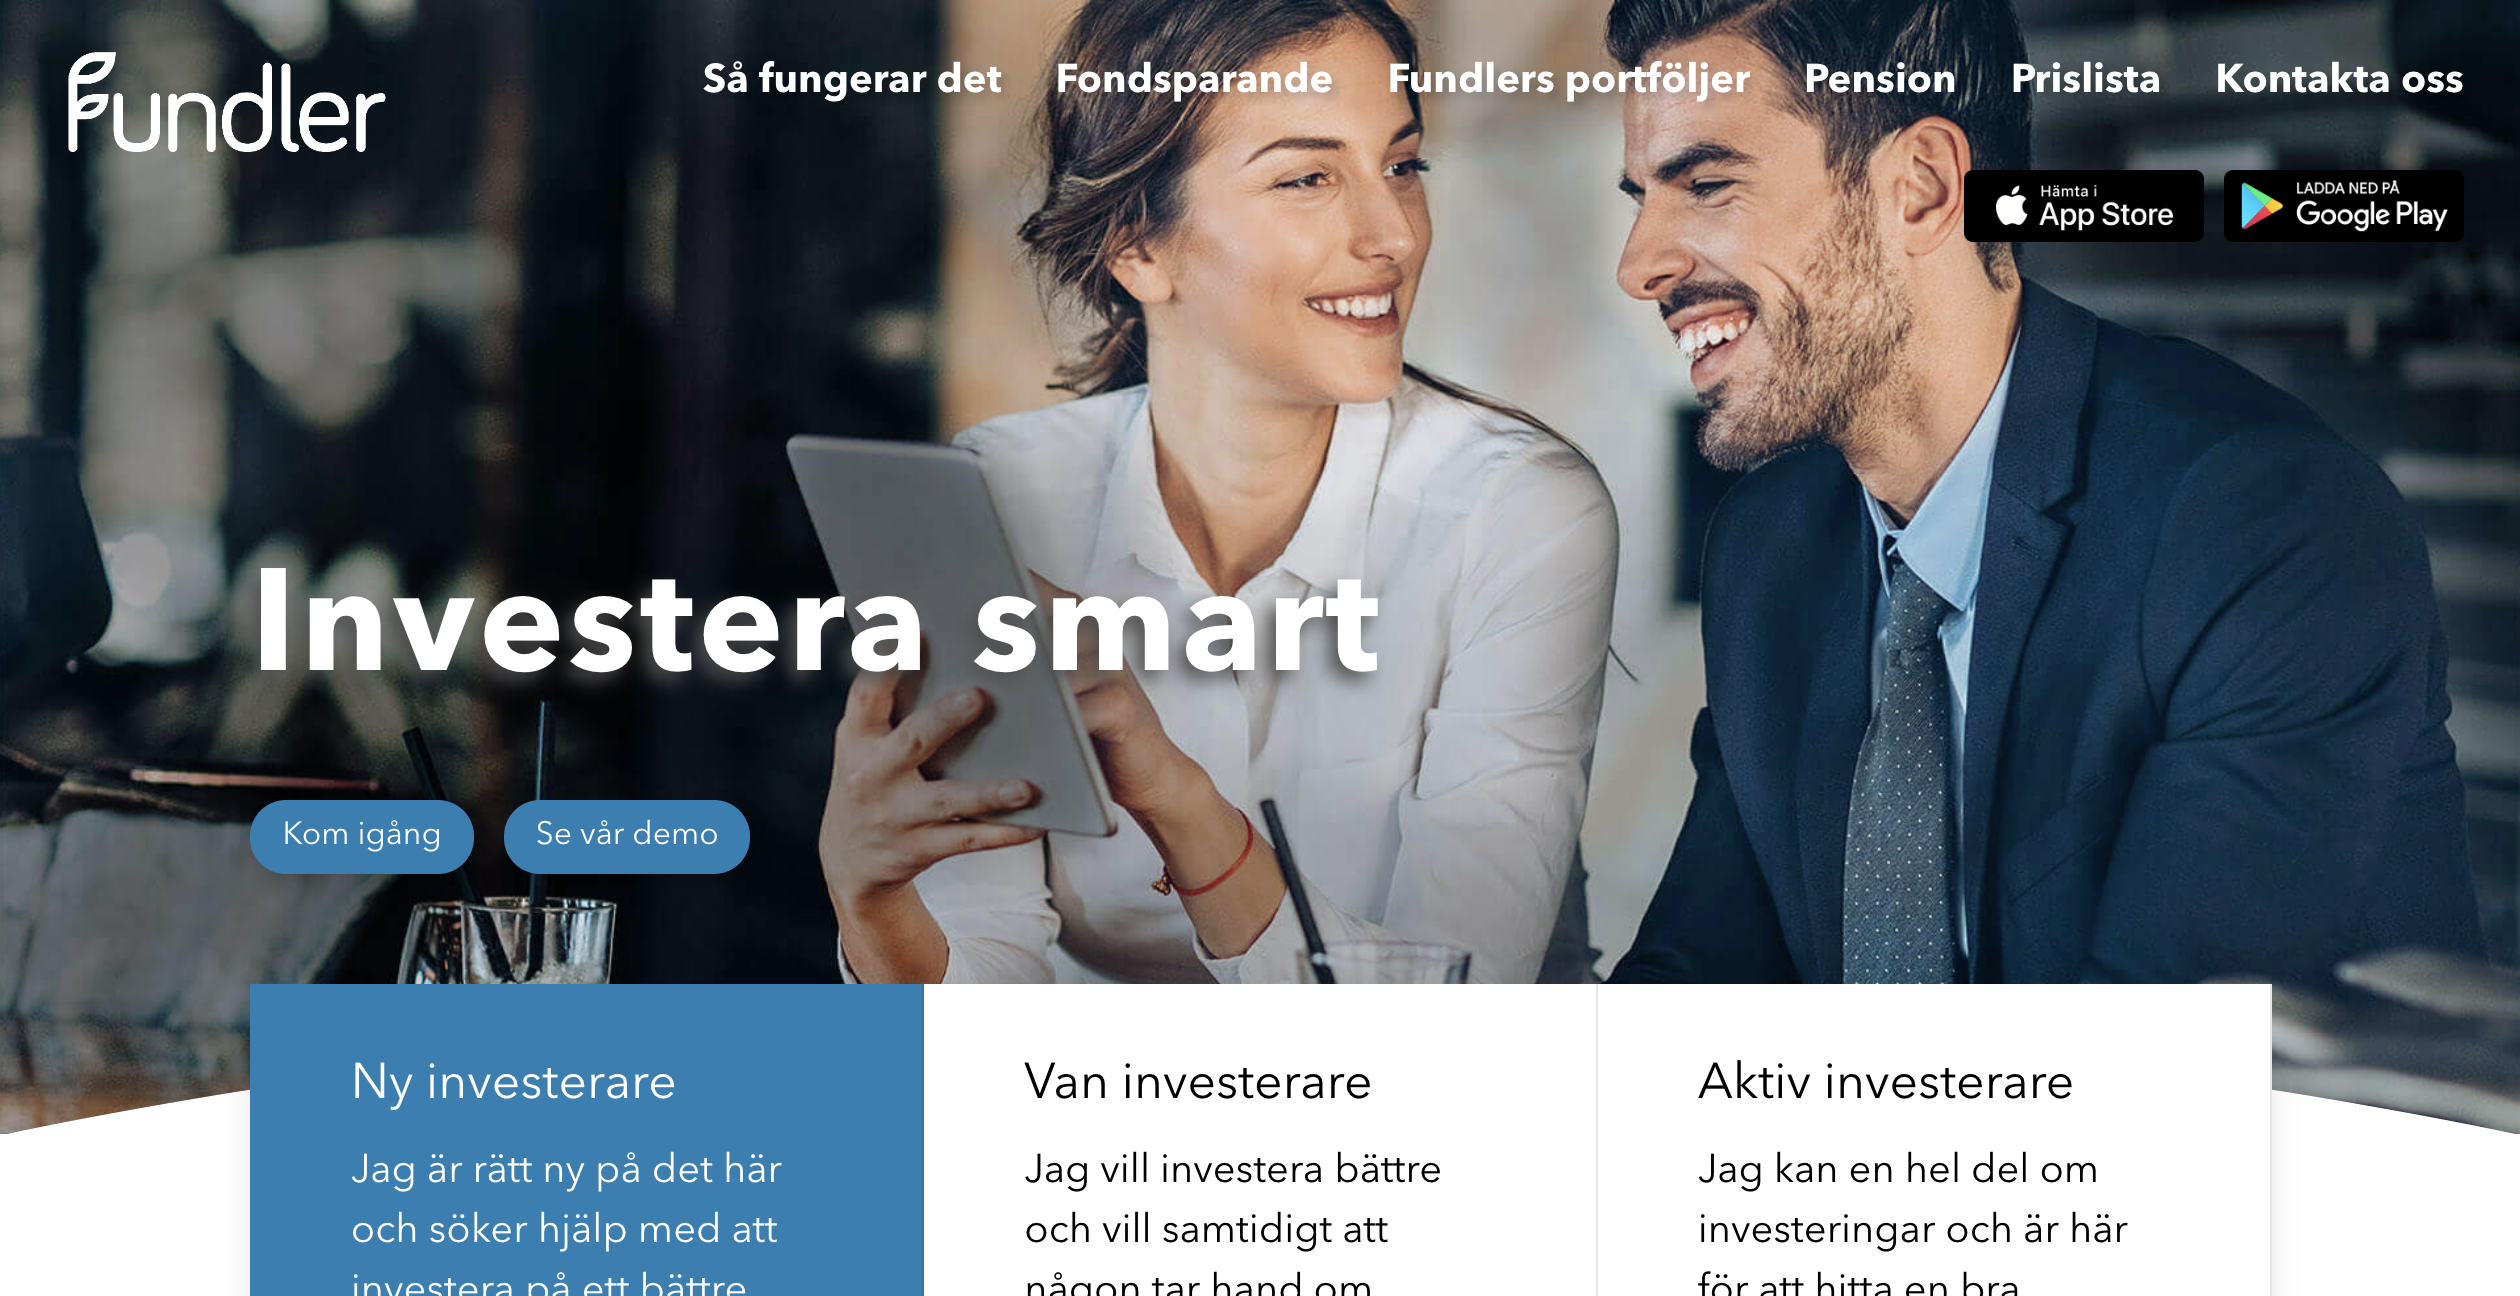 Fundler
Så fungerar det Fondsparande Fundlers portföljer Pension Prislista Kontakta oss
Hämta i
App Store
LADDA NED PÅ
Google Play
Investera smart
Kom igång Se vår demo
Ny investerare
Jag är rätt ny på det här
och söker hjälp med att
investera på ett bättre
Van investerare
Jag vill investera bättre
och vill samtidigt att
någon tar hand om
Aktiv investerare
Jag kan en hel del om
investeringar och är här
för att hitta en bra